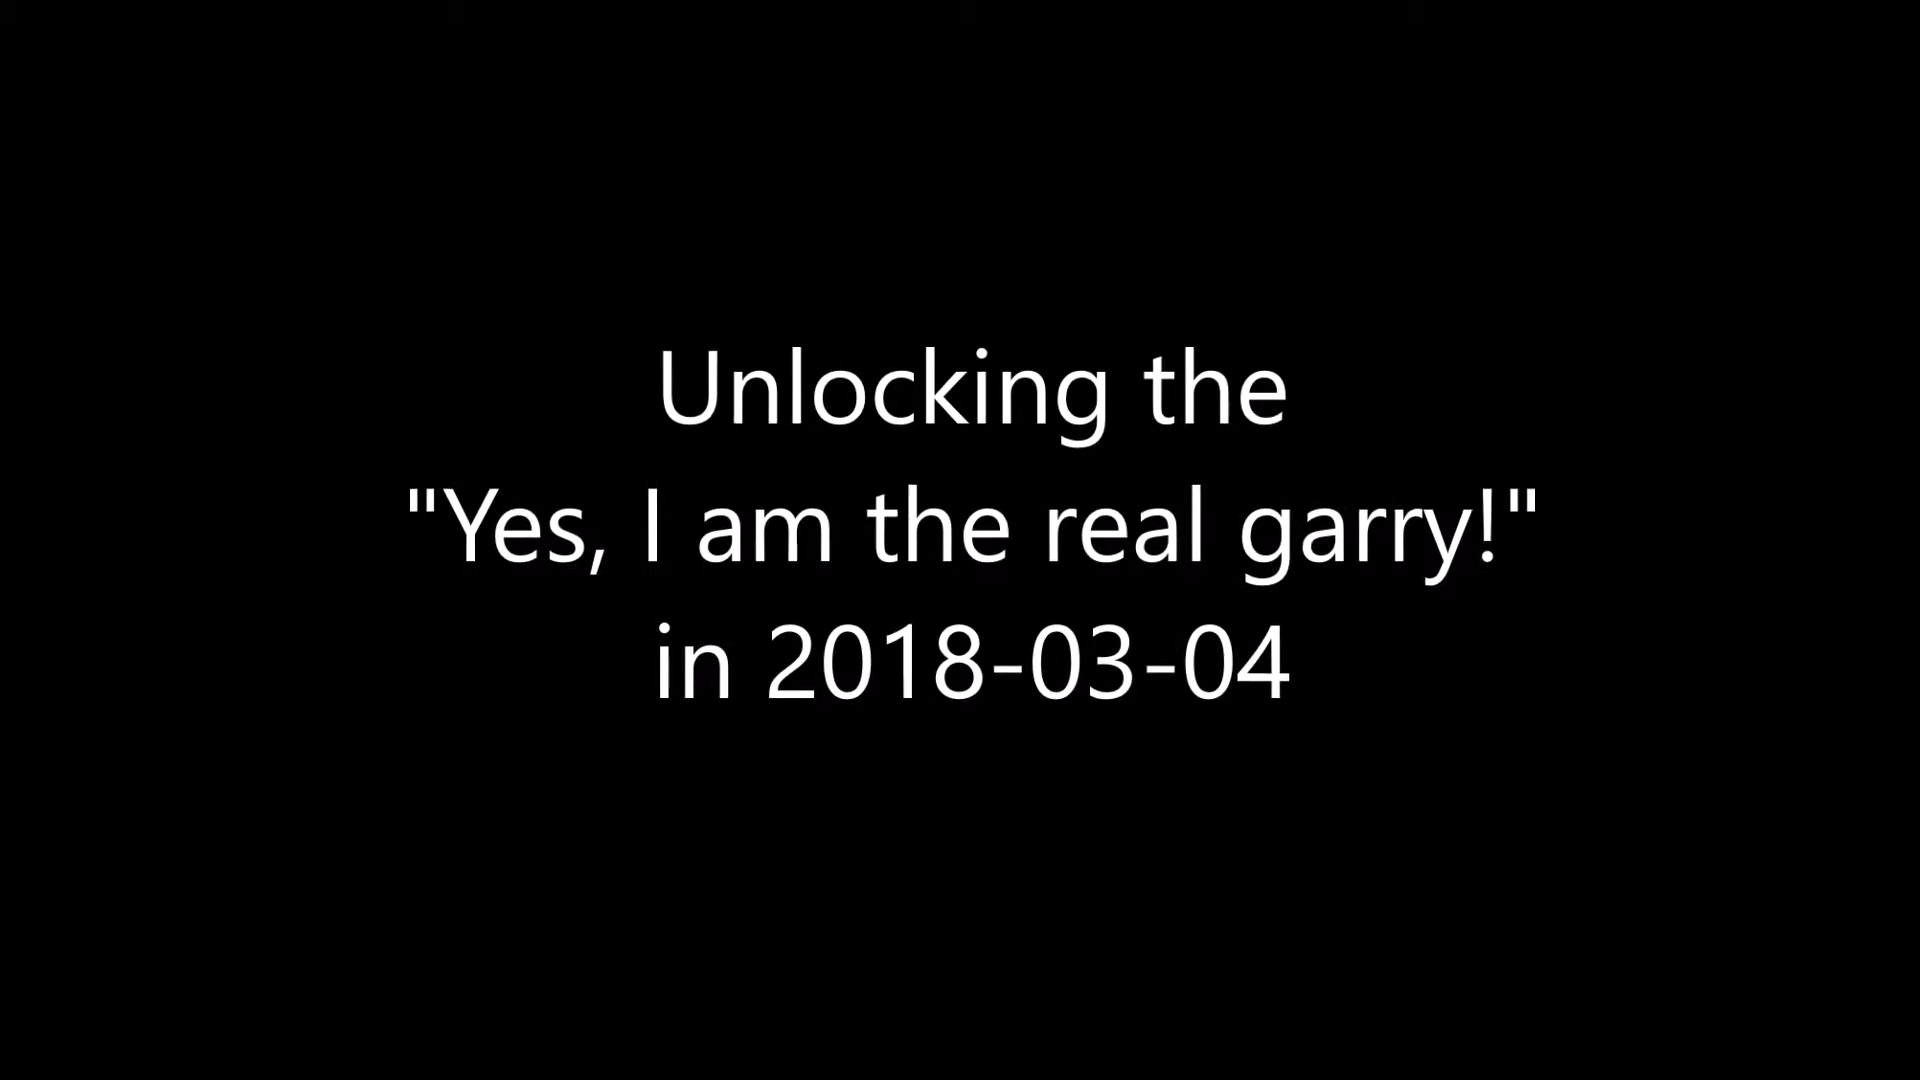 Unlocking the
"Yes, I am the real garry!"
in 2018-03-04